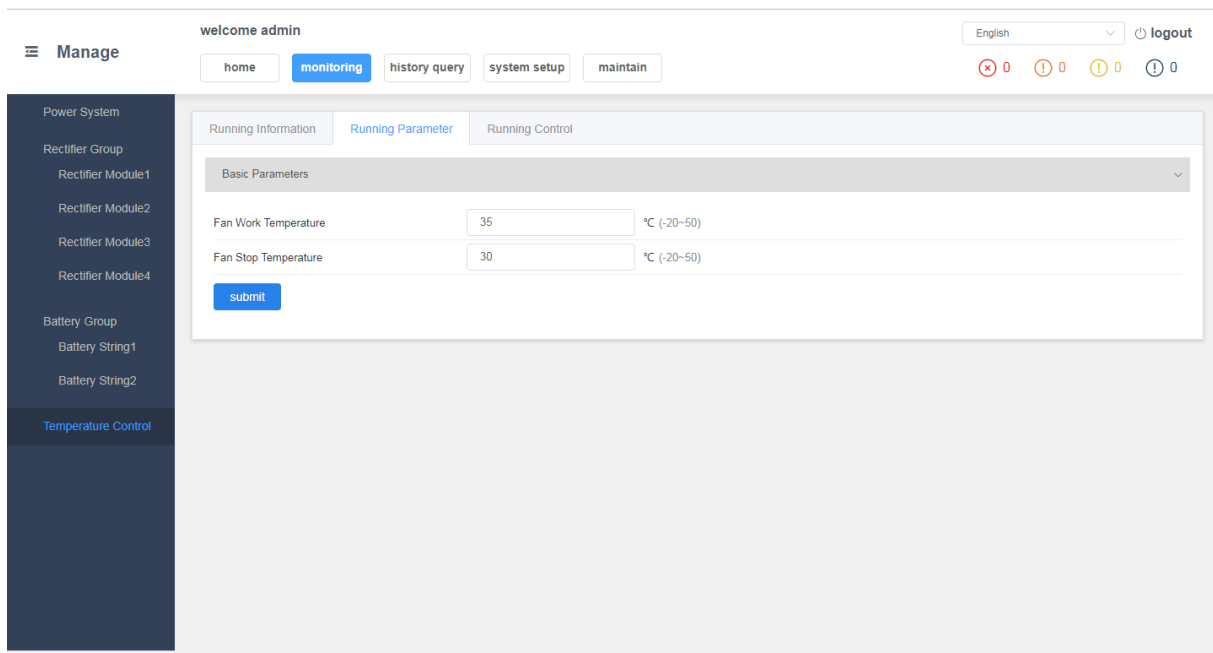 welcome admin
English
logout
Manage
home
monitoring
history query
system setup
maintain
0
0
0
0
Power System
Rectifier Group
Rectifier Module1
Rectifier Module2
Rectifier Module3
Rectifier Module4
Battery Group
Battery String1
Battery String2
Temperature Control
Running Information
Running Parameter
Running Control
Basic Parameters
Fan Work Temperature 35 ℃ (-20~50)
Fan Stop Temperature 30 ℃ (-20~50)
submit